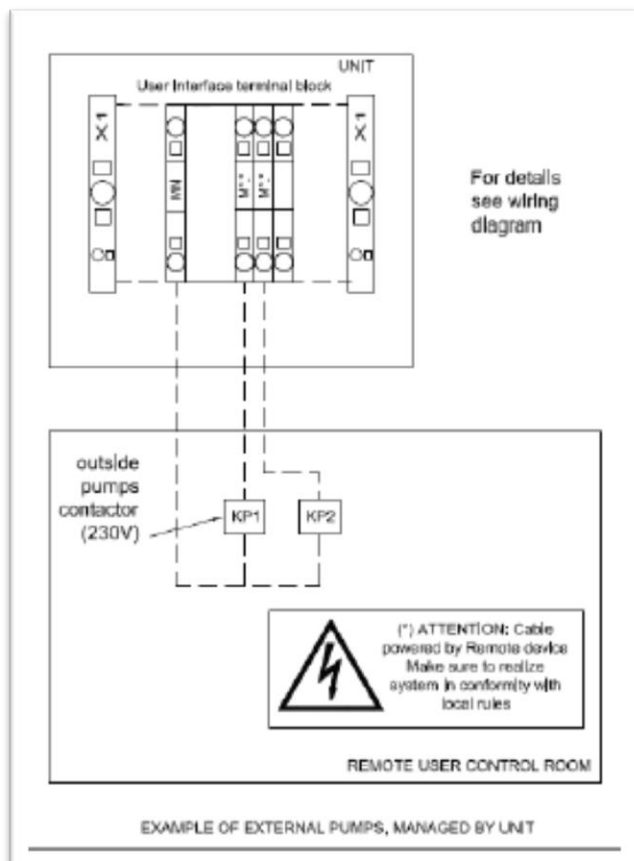 UNIT
User Interface terminal block
X1
MN
X1
For details
see wiring
diagram
outside
pumps
contactor
(230V)
KP1
KP2
(*) ATTENTION: Cable
powered by Remote device
Make sure to realize
system in conformity with
local rules
REMOTE USER CONTROL ROOM
EXAMPLE OF EXTERNAL PUMPS, MANAGED BY UNIT